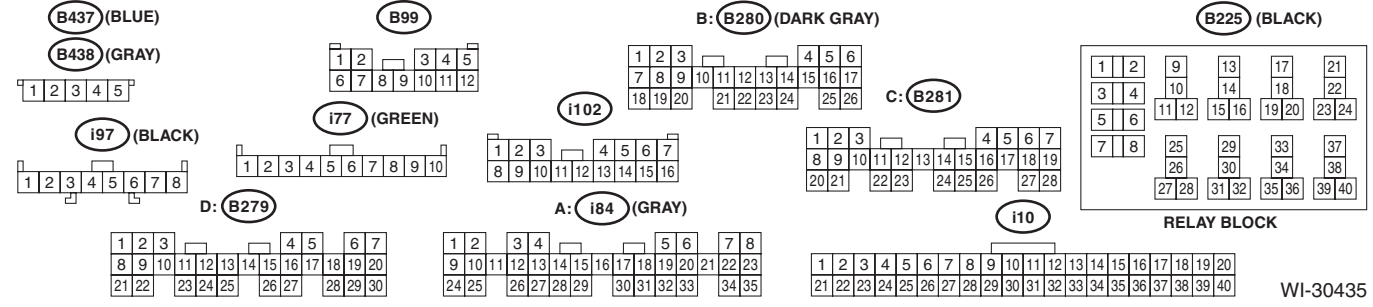 B437 (BLUE)
B438 (GRAY)
1 2 3 4 5
B99
1 2 3 4 5
6 7 8 9 10 11 12
B: B280 (DARK GRAY)
1 2 3 4 5 6
7 8 9 10 11 12 13 14 15 16 17
18 19 20 21 22 23 24 25 26
B225 (BLACK)
1 2
3 4
5 6
7 8
9 13 17 21
10 14 18 22
11 12 15 16 19 20 23 24
25 29 33 37
26 30 34 38
27 28 31 32 35 36 39 40
RELAY BLOCK
i97 (BLACK)
1 2 3 4 5 6 7 8
i77 (GREEN)
1 2 3 4 5 6 7 8 9 10
i102
1 2 3 4 5 6 7
8 9 10 11 12 13 14 15 16
C: B281
1 2 3 4 5 6 7
8 9 10 11 12 13 14 15 16 17 18 19
20 21 22 23 24 25 26 27 28
D: B279
1 2 3 4 5 6 7
8 9 10 11 12 13 14 15 16 17 18 19 20
21 22 23 24 25 26 27 28 29 30
A: i84 (GRAY)
1 2 3 4 5 6 7 8
9 10 11 12 13 14 15 16 17 18 19 20 21 22 23
24 25 26 27 28 29 30 31 32 33 34 35
i10
1 2 3 4 5 6 7 8 9 10 11 12 13 14 15 16 17 18 19 20
21 22 23 24 25 26 27 28 29 30 31 32 33 34 35 36 37 38 39 40
WI-30435